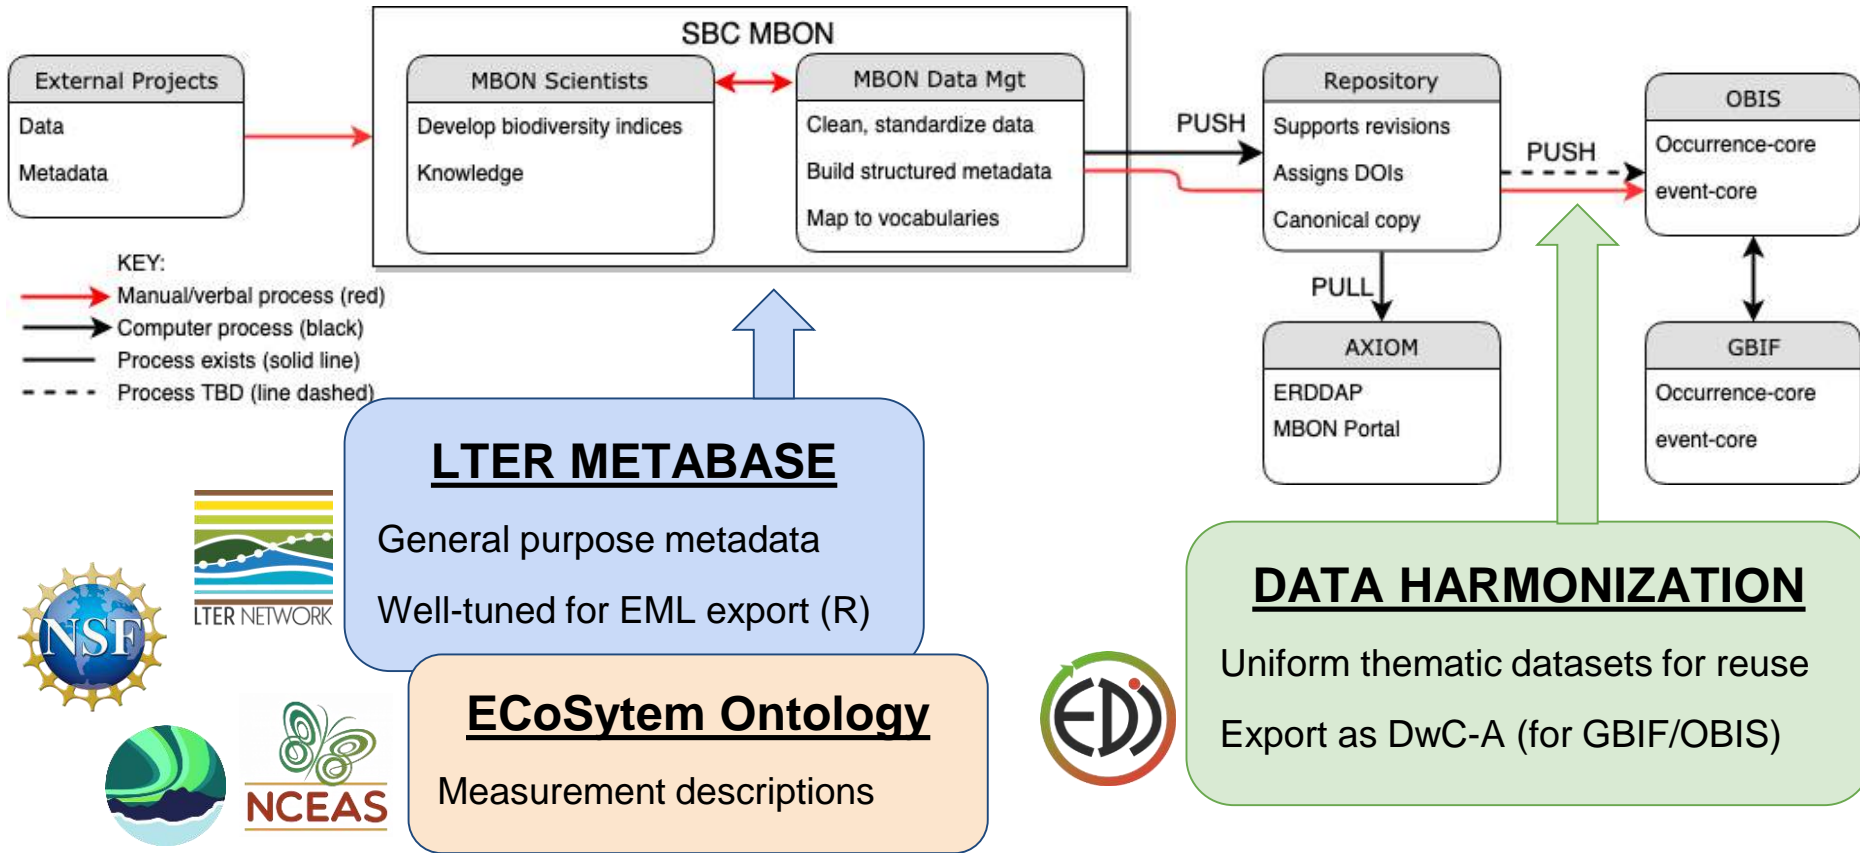 SBC MBON
External Projects
Data
Metadata
MBON Scientists
Develop biodiversity indices
Knowledge
MBON Data Mgt
Clean, standardize data
Build structured metadata
Map to vocabularies
PUSH
Repository
Supports revisions
Assigns DOIs
Canonical copy
PUSH
OBIS
Occurrence-core
event-core
KEY:
Manual/verbal process (red)
Computer process (black)
Process exists (solid line)
Process TBD (line dashed)
PULL
AXIOM
ERDDAP
MBON Portal
GBIF
Occurrence-core
event-core
LTER METABASE
General purpose metadata
Well-tuned for EML export (R)
LTER NETWORK
NSF
ECoSytem Ontology
Measurement descriptions
NCEAS
EDI
DATA HARMONIZATION
Uniform thematic datasets for reuse
Export as DwC-A (for GBIF/OBIS)